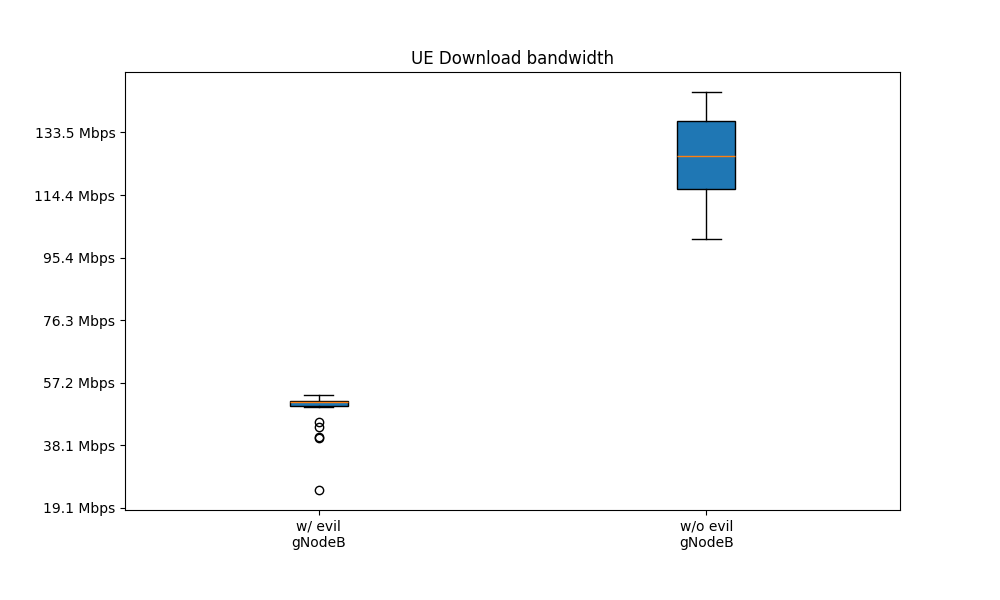 UE Download bandwidth
133.5 Mbps
114.4 Mbps
95.4 Mbps
76.3 Mbps
57.2 Mbps
38.1 Mbps
19.1 Mbps
w/ evil
gNodeB
w/o evil
gNodeB